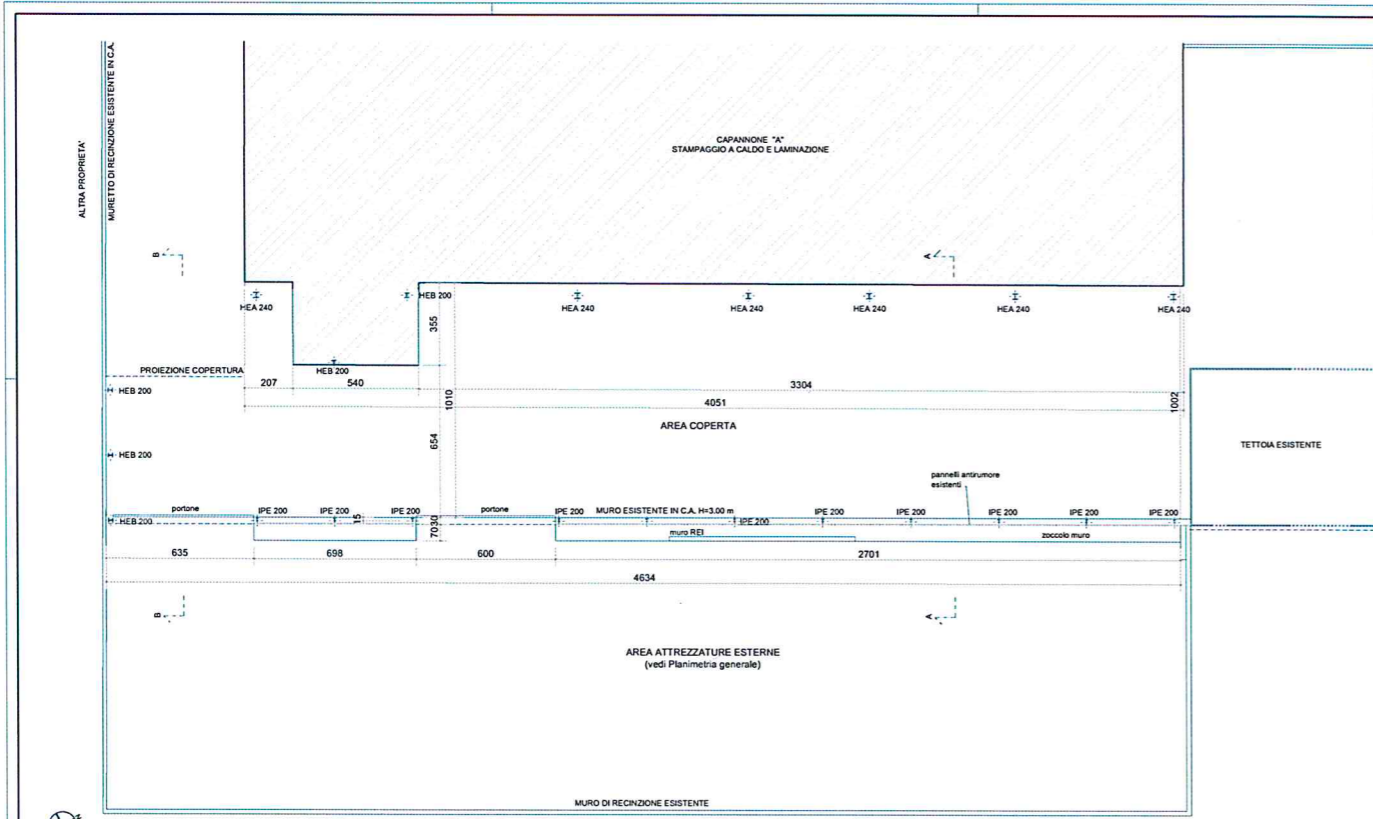 ALTRA PROPRIETA'
MURETTO DI RECINZIONE ESISTENTE IN C.A.
CAPANNONE "A"
STAMPAGGIO A CALDO E LAMINAZIONE
B
A
HEA 240
HEB 200
HEA 240
HEA 240
HEA 240
HEA 240
HEA 240
355
PROIEZIONE COPERTURA
HEB 200
HEB 200
207
540
3304
1010
4051
1002
AREA COPERTA
654
TETTOIA ESISTENTE
HEB 200
pannelli antirumore
esistenti
portone
IPE 200
IPE 200
IPE 200
portone
IPE 200
MURO ESISTENTE IN C.A. H=3.00 m
IPE 200
IPE 200
IPE 200
IPE 200
IPE 200
HEB 200
15
IPE 200
7030
muro REI
zoccolo muro
635
698
600
2701
4634
B
A
AREA ATTREZZATURE ESTERNE
(vedi Planimetria generale)
MURO DI RECINZIONE ESISTENTE